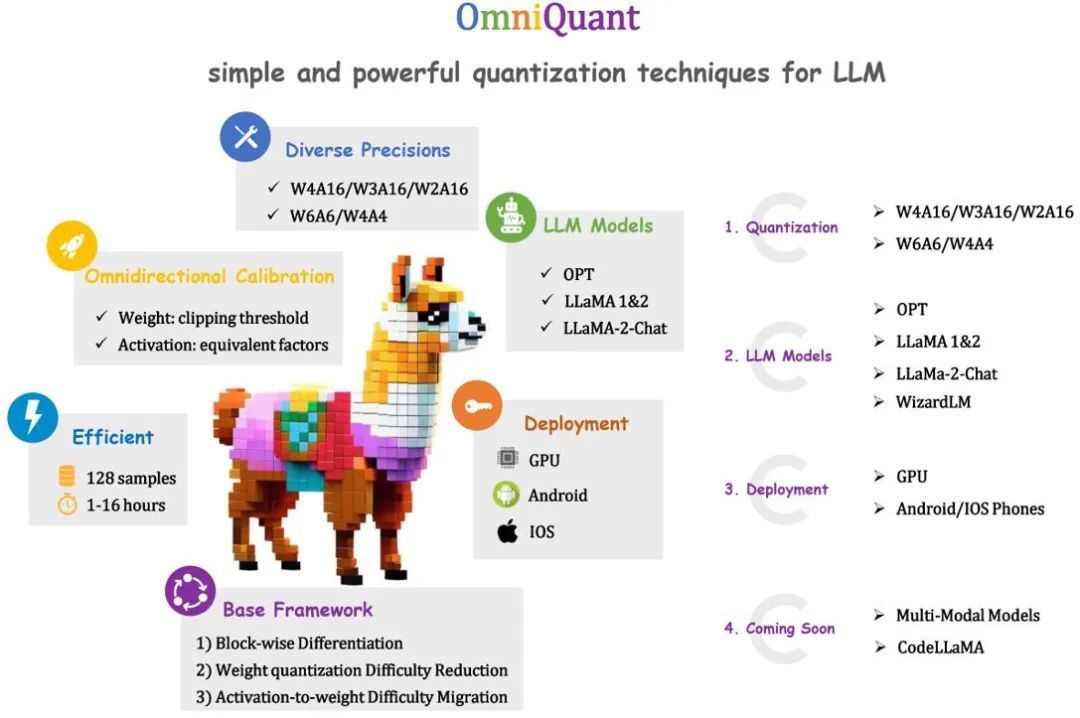 OmniQuant
simple and powerful quantization techniques for LLM
Diverse Precisions
✓ W4A16/W3A16/W2A16
✓ W6A6/W4A4
LLM Models
✓ OPT
✓ LLaMA 1&2
✓ LLaMA-2-Chat
Omnidirectional Calibration
✓ Weight: clipping threshold
✓ Activation: equivalent factors
Efficient
128 samples
1-16 hours
Deployment
GPU
Android
IOS
Base Framework
1) Block-wise Differentiation
2) Weight quantization Difficulty Reduction
3) Activation-to-weight Difficulty Migration
1. Quantization
➢ W4A16/W3A16/W2A16
➢ W6A6/W4A4
2. LLM Models
➢ OPT
➢ LLaMA 1&2
➢ LLaMa-2-Chat
➢ WizardLM
3. Deployment
➢ GPU
➢ Android/IOS Phones
4. Coming Soon
➢ Multi-Modal Models
➢ CodeLLaMA